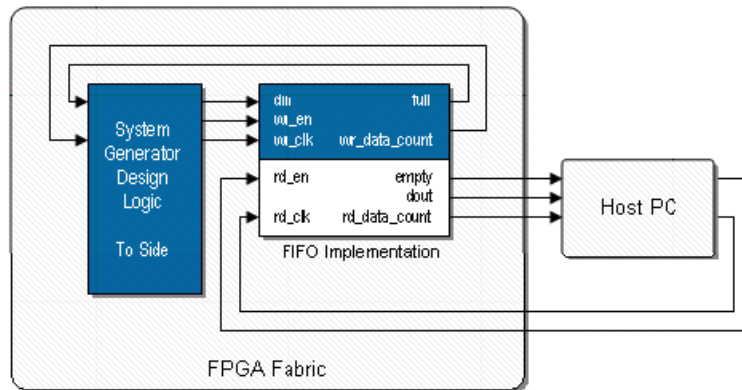 System
Generator
Design
Logic
To Side
din full
wr_en
wr_clk wr_data_count
rd_en empty
dout
rd_clk rd_data_count
FIFO Implementation
Host PC
FPGA Fabric